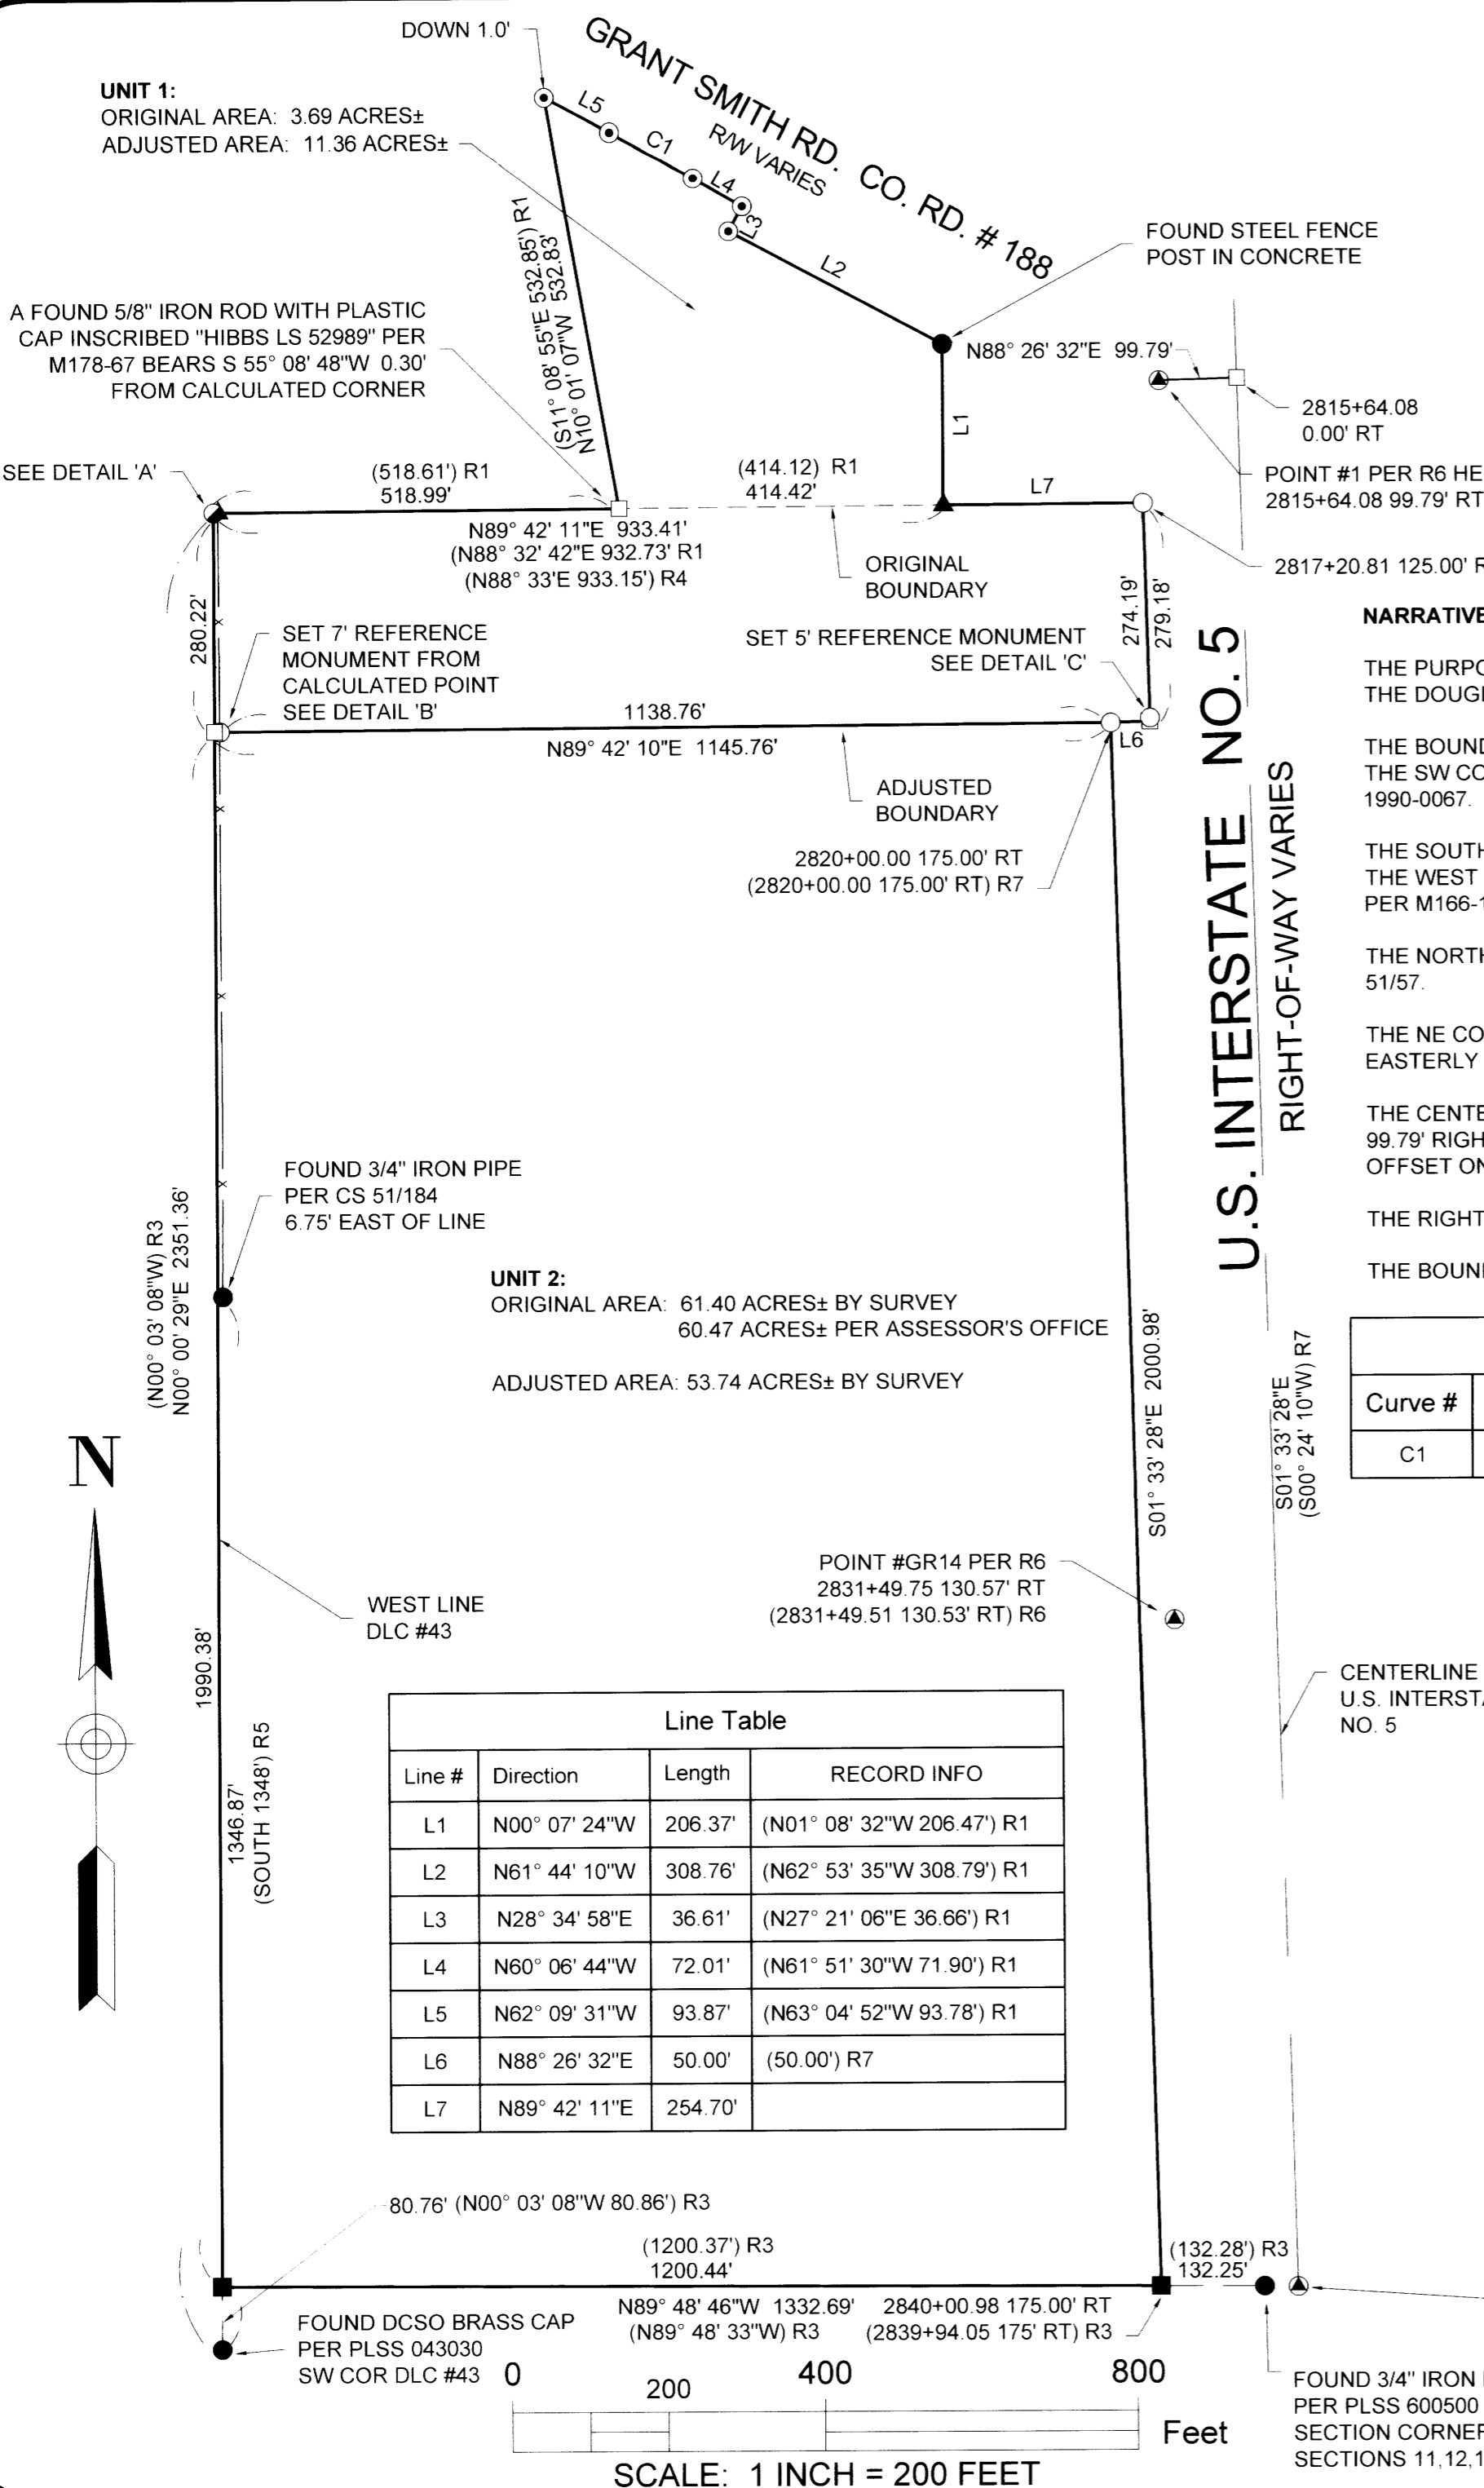 DOWN 1.0'
GRANT SMITH RD. CO. RD. # 188
R/W VARIES
UNIT 1:
ORIGINAL AREA: 3.69 ACRES±
ADJUSTED AREA: 11.36 ACRES±
L5
C1
L4
L3
L2
FOUND STEEL FENCE
POST IN CONCRETE
A FOUND 5/8" IRON ROD WITH PLASTIC
CAP INSCRIBED "HIBBS LS 52989" PER
M178-67 BEARS S 55° 08' 48"W 0.30'
FROM CALCULATED CORNER
(S11° 08' 55"E 532.85') R1
N10° 01' 07"W 532.83'
N88° 26' 32"E 99.79'
2815+64.08
0.00' RT
L1
POINT #1 PER R6 HE
2815+64.08 99.79' RT
SEE DETAIL 'A'
(518.61') R1
518.99'
(414.12) R1
414.42'
L7
N89° 42' 11"E 933.41'
(N88° 32' 42"E 932.73' R1
(N88° 33'E 933.15') R4
ORIGINAL
BOUNDARY
2817+20.81 125.00' R
280.22'
SET 7' REFERENCE
MONUMENT FROM
CALCULATED POINT
SEE DETAIL 'B'
SET 5' REFERENCE MONUMENT
SEE DETAIL 'C'
274.19'
279.18'
1138.76'
N89° 42' 10"E 1145.76'
L6
ADJUSTED
BOUNDARY
2820+00.00 175.00' RT
(2820+00.00 175.00' RT) R7
U.S. INTERSTATE NO. 5
RIGHT-OF-WAY VARIES
NARRATIVE
THE PURPO
THE DOUG
THE BOUND
THE SW CO
1990-0067.
THE SOUTH
THE WEST
PER M166-1
THE NORTH
51/57.
THE NE CO
EASTERLY
THE CENTE
99.79' RIGH
OFFSET ON
THE RIGHT
THE BOUN
FOUND 3/4" IRON PIPE
PER CS 51/184
6.75' EAST OF LINE
(N00° 03' 08"W) R3
N00° 00' 29"E 2351.36'
UNIT 2:
ORIGINAL AREA: 61.40 ACRES± BY SURVEY
60.47 ACRES± PER ASSESSOR'S OFFICE
ADJUSTED AREA: 53.74 ACRES± BY SURVEY
S01° 33' 28"E 2000.98'
S01° 33' 28"E
(S00° 24' 10"W) R7
Curve #
C1
N
WEST LINE
DLC #43
POINT #GR14 PER R6
2831+49.75 130.57' RT
(2831+49.51 130.53' RT) R6
1990.38'
1346.87'
(SOUTH 1348') R5
CENTERLINE
U.S. INTERST
NO. 5
Line Table
Line # Direction Length RECORD INFO
L1 N00° 07' 24"W 206.37' (N01° 08' 32"W 206.47') R1
L2 N61° 44' 10"W 308.76' (N62° 53' 35"W 308.79') R1
L3 N28° 34' 58"E 36.61' (N27° 21' 06"E 36.66') R1
L4 N60° 06' 44"W 72.01' (N61° 51' 30"W 71.90') R1
L5 N62° 09' 31"W 93.87' (N63° 04' 52"W 93.78') R1
L6 N88° 26' 32"E 50.00' (50.00') R7
L7 N89° 42' 11"E 254.70'
80.76' (N00° 03' 08"W 80.86') R3
(1200.37') R3
1200.44'
(132.28') R3
132.25'
N89° 48' 46"W 1332.69'
(N89° 48' 33"W) R3
2840+00.98 175.00' RT
(2839+94.05 175' RT) R3
FOUND DCSO BRASS CAP
PER PLSS 043030
SW COR DLC #43
0 200 400 800
Feet
SCALE: 1 INCH = 200 FEET
FOUND 3/4" IRON
PER PLSS 600500
SECTION CORNER
SECTIONS 11,12,1